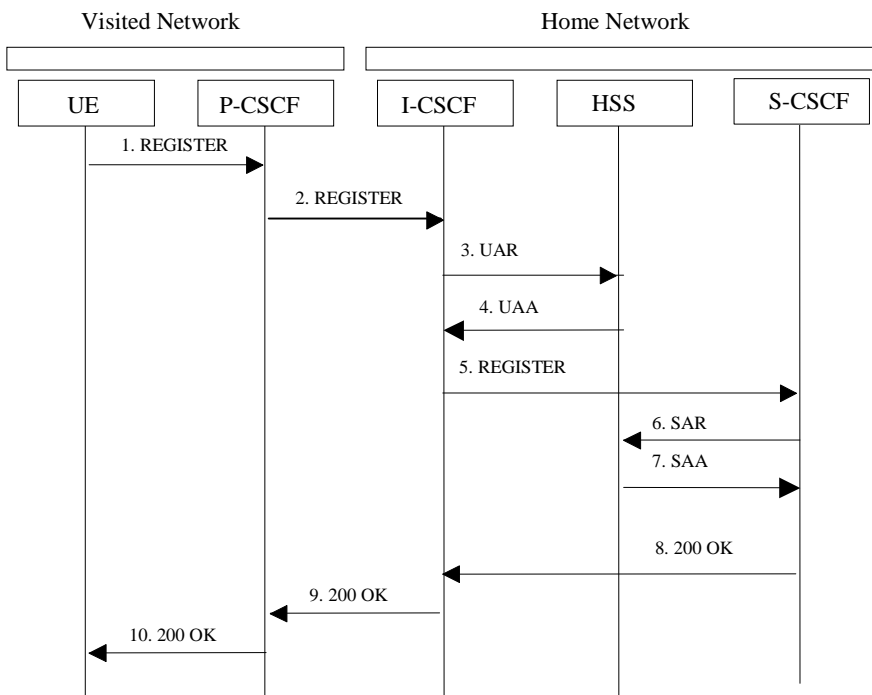 Visited Network
Home Network
UE
P-CSCF
I-CSCF
HSS
S-CSCF
1. REGISTER
2. REGISTER
3. UAR
4. UAA
5. REGISTER
6. SAR
7. SAA
8. 200 OK
9. 200 OK
10. 200 OK